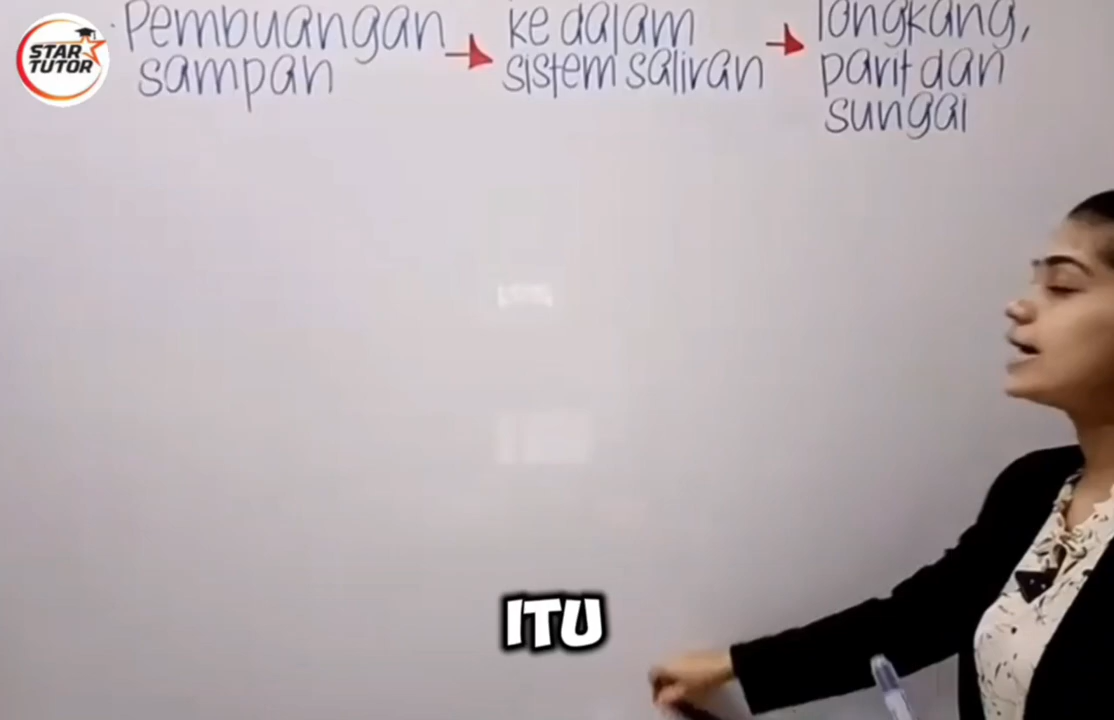 STAR
TUTOR
Pembuangan
sampah
ke dalam
sistem saliran
longkang,
parit dan
sungai
ITU